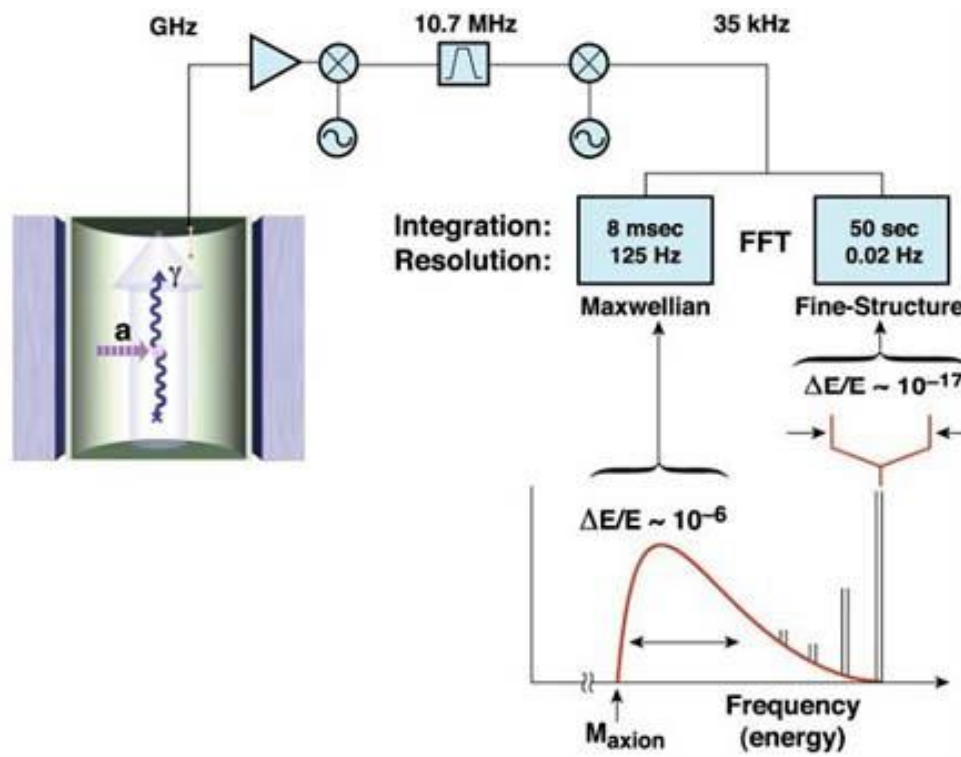 GHz
10.7 MHz
35 kHz
Integration:
Resolution:
8 msec
125 Hz
FFT
50 sec
0.02 Hz
Maxwellian
Fine-Structure
γ
a
ΔE/E ~ 10⁻¹⁷
ΔE/E ~ 10⁻⁶
Maxion
Frequency
(energy)